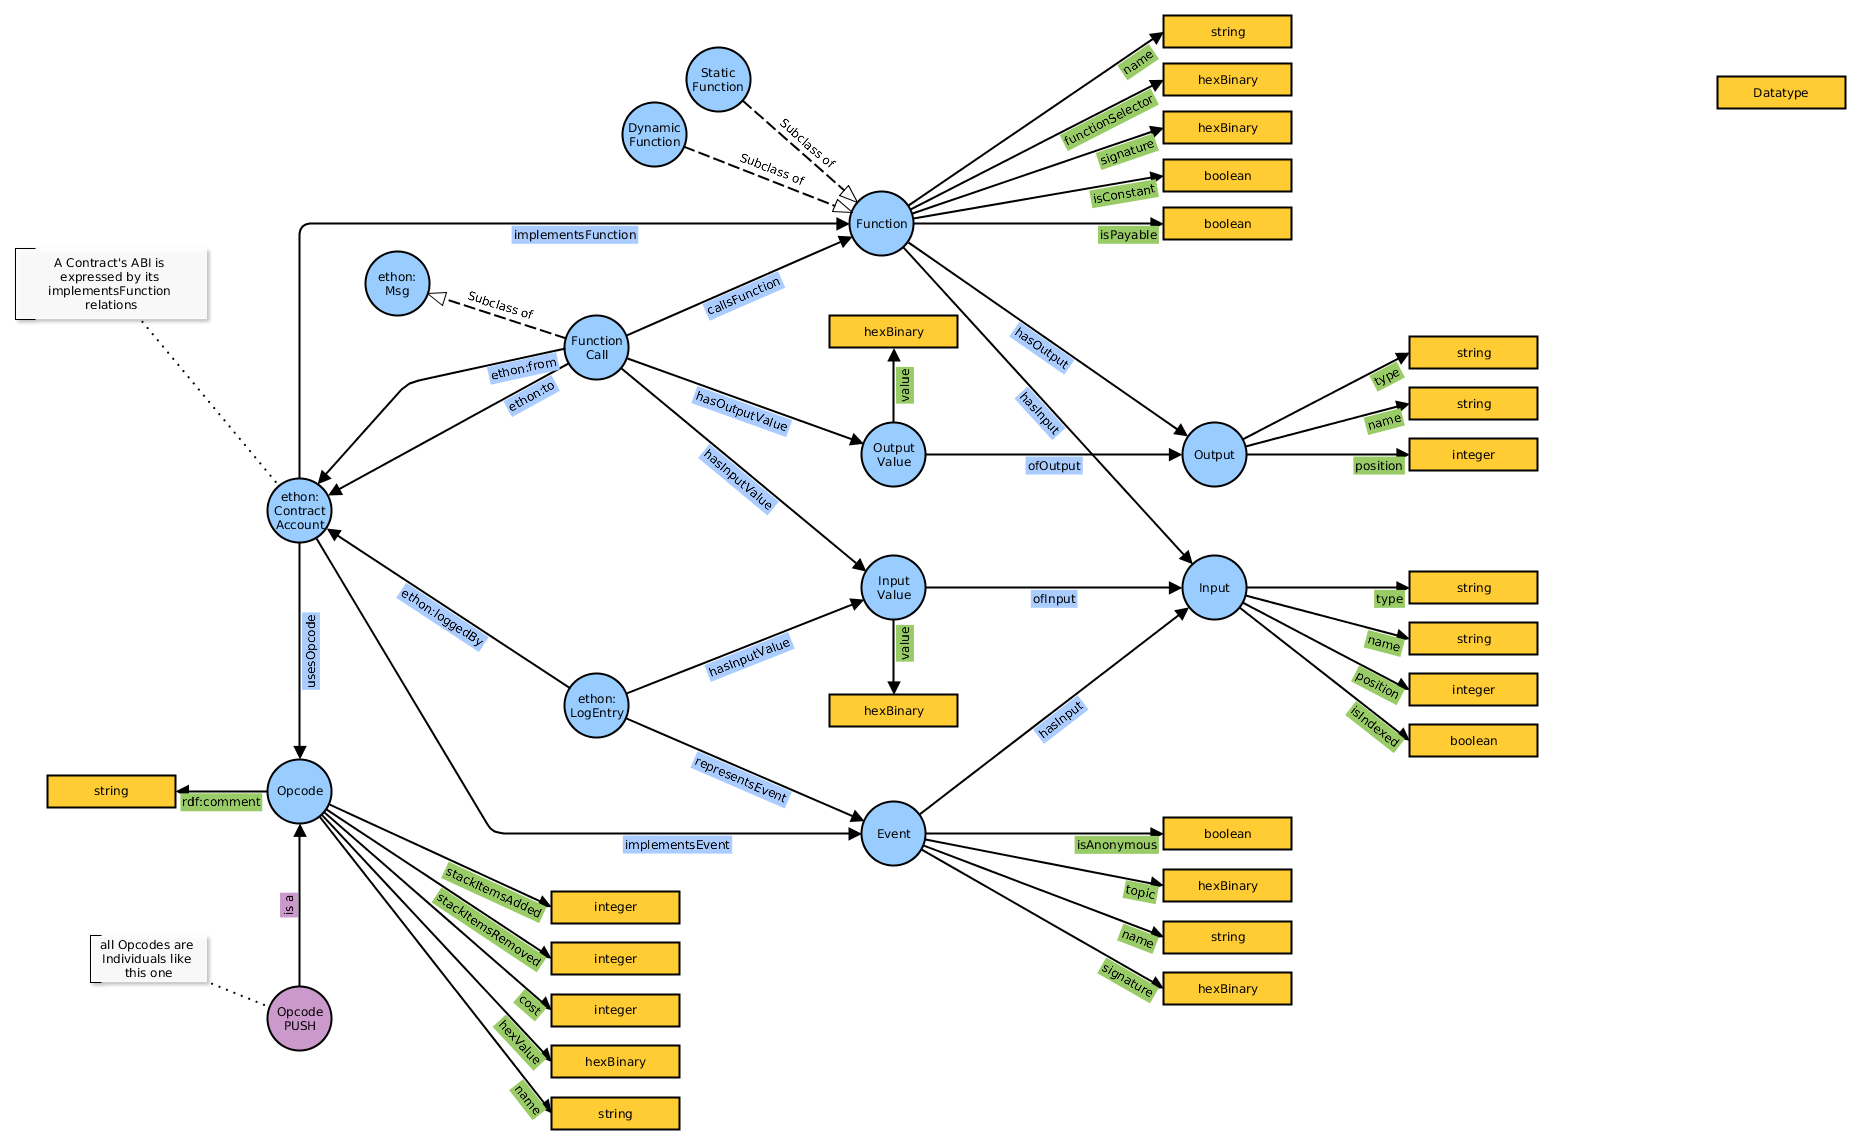 string
name
hexBinary
functionSelector
hexBinary
signature
boolean
isConstant
boolean
isPayable
Datatype
Static
Function
Dynamic
Function
Subclass of
Subclass of
Function
implementsFunction
A Contract's ABI is
expressed by its
implementsFunction
relations
ethon:
Msg
Subclass of
callsFunction
Function
Call
ethon:from
ethon:to
hexBinary
value
hasOutput
hasInput
hasOutputValue
hasInputValue
Output
Value
ofOutput
Output
string
type
string
name
integer
position
ethon:
Contract
Account
ethon:loggedBy
usesOpcode
Input
Value
ofInput
Input
value
hexBinary
string
type
string
name
integer
position
boolean
isIndexed
hasInputValue
ethon:
LogEntry
representsEvent
hasInput
implementsEvent
Event
boolean
isAnonymous
hexBinary
topic
string
name
hexBinary
signature
string
rdf:comment
Opcode
is a
all Opcodes are
Individuals like
this one
Opcode
PUSH
stackItemsAdded
integer
stackItemsRemoved
integer
cost
integer
hexValue
hexBinary
name
string